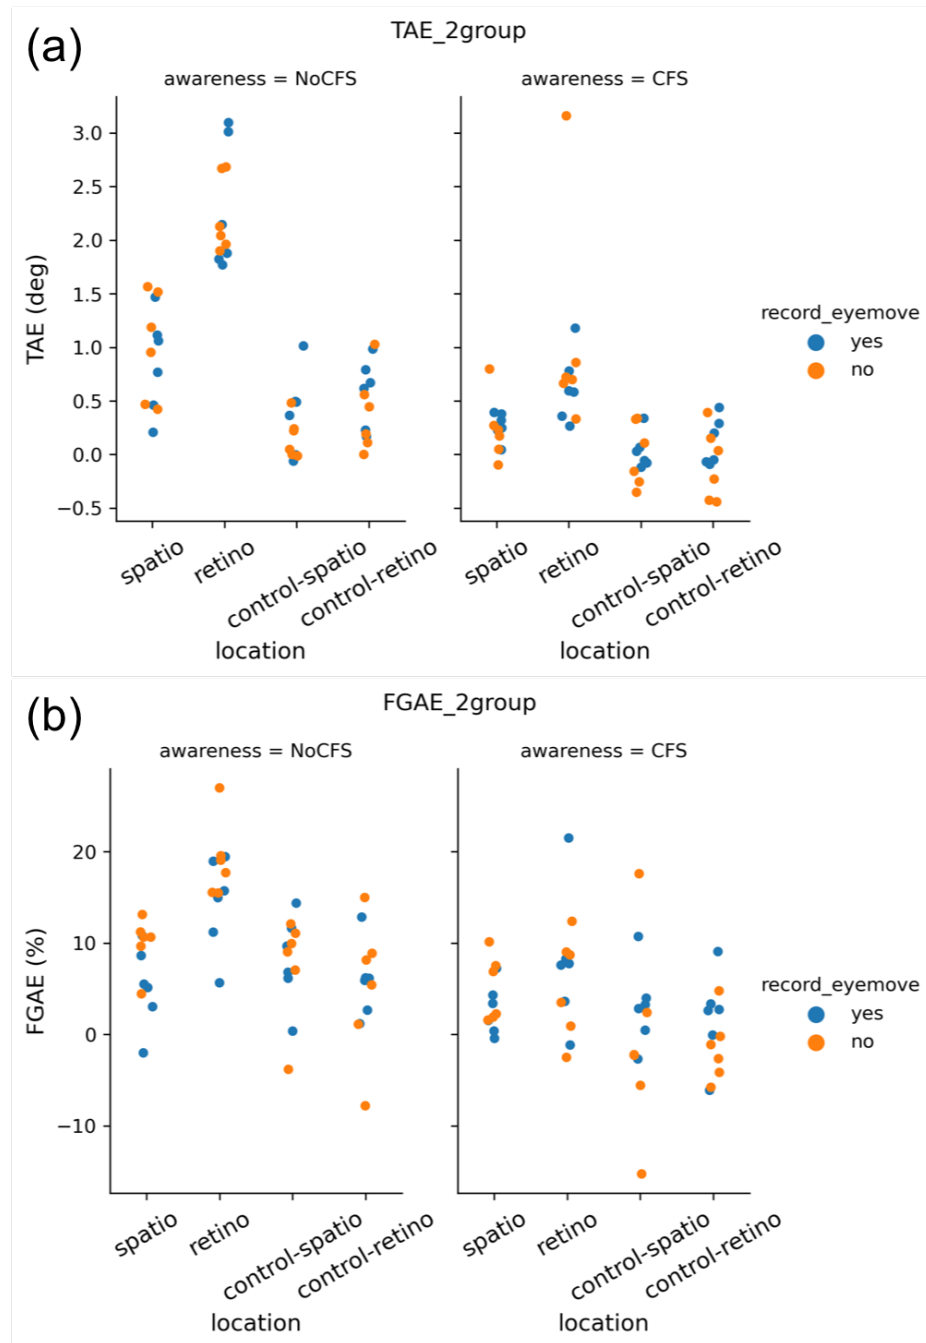 (a)
TAE_2group
awareness = NoCFS
awareness = CFS
3.0
2.5
2.0
1.5
1.0
0.5
0.0
−0.5
TAE (deg)
record_eyemove
yes
no
spatio
retino
control-spatio
control-retino
spatio
retino
control-spatio
control-retino
location
location
(b)
FGAE_2group
awareness = NoCFS
awareness = CFS
20
10
0
−10
FGAE (%)
record_eyemove
yes
no
spatio
retino
control-spatio
control-retino
spatio
retino
control-spatio
control-retino
location
location